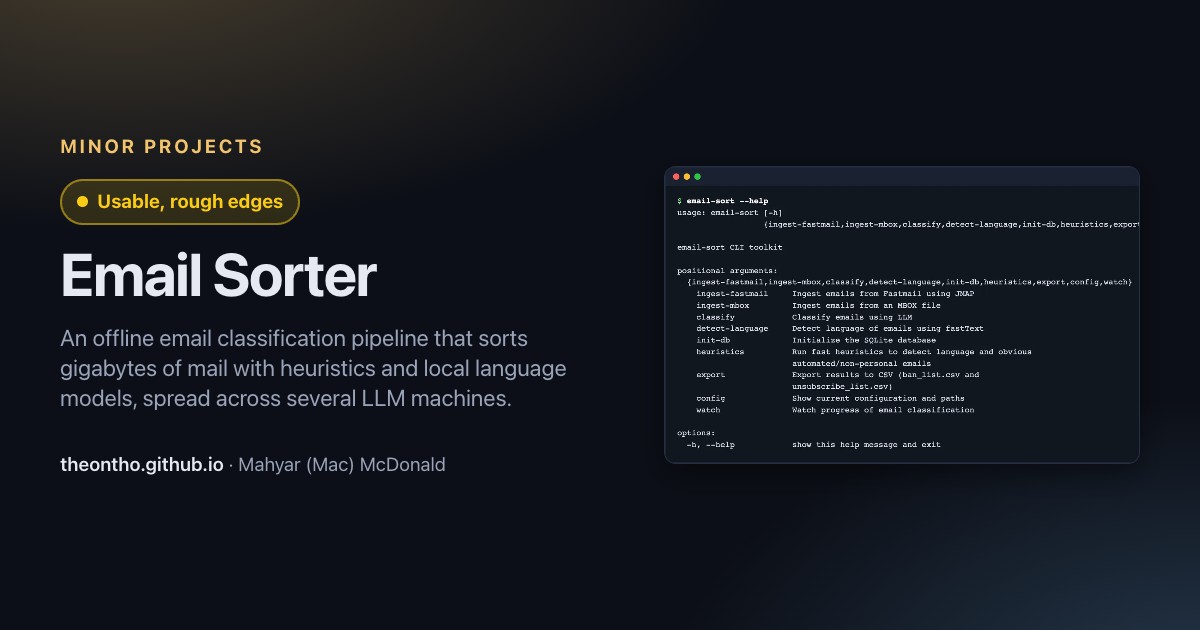 MINOR PROJECTS
Usable, rough edges
Email Sorter
An offline email classification pipeline that sorts
gigabytes of mail with heuristics and local language
models, spread across several LLM machines.
theontho.github.io · Mahyar (Mac) McDonald
$ email-sort --help
usage: email-sort [-h]
{ingest-fastmail,ingest-mbox,classify,detect-language,init-db,heuristics,export
email-sort CLI toolkit
positional arguments:
{ingest-fastmail,ingest-mbox,classify,detect-language,init-db,heuristics,export,config,watch}
ingest-fastmail Ingest emails from Fastmail using JMAP
ingest-mbox Ingest emails from an MBOX file
classify Classify emails using LLM
detect-language Detect language of emails using fastText
init-db Initialize the SQLite database
heuristics Run fast heuristics to detect language and obvious
automated/non-personal emails
export Export results to CSV (ban_list.csv and
unsubscribe_list.csv)
config Show current configuration and paths
watch Watch progress of email classification
options:
-h, --help show this help message and exit